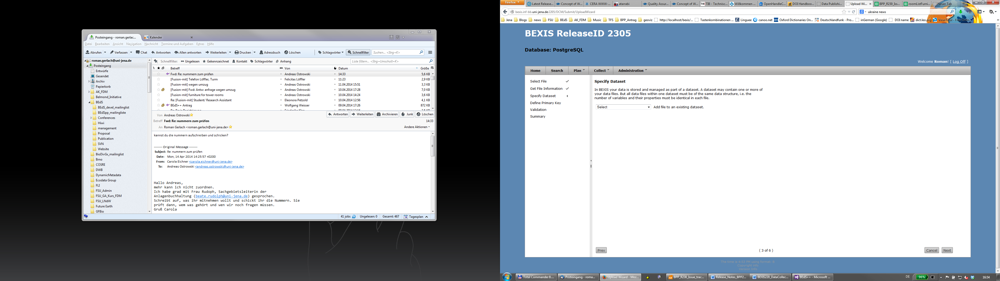 Posteingang - roman.gerlac...
Kalender
Datei Bearbeiten Ansicht Navigation Nachricht Termine und Aufgaben Extras Hilfe
Abrufen Verfassen Chat Antworten Allen antworten Weiterleiten Drucken Adressbuch Löschen Schlagwörter Schnellfilter Suchen... <Strg+K>
roman.gerlach@uni-jena.de
Posteingang
Entwürfe
Gesendet
Archiv
Papierkorb
AK_FDM
Belmond_Initiative
BExIS
BExIS_devel_mailinglist
BExISpp_mailingliste
Conferences
Hiwi
management
Proposal
Publication
SVN
Website
BioDivGx_mailinglist
Brno
COSRE
DWB
DynamicMetadata
Ecodata Group
FLI
FSU_Admin
FSU_GA_Kurs_FDM
FSU_LNdW
Future Earth
GFBio
Schnellfilter: Ungelesen Gekennzeichnet Kontakt Schlagwörter Anhang Liste filtern... <Strg+Umschalt+K>
Betreff Von Datum Größe
Fwd: Re: nummern zum prüfen Andreas Ostrowski 14:33 5,6 KB
[Fusion-mit] Telefon Löffler, Turm Felicitas Löffler 11:23 2,9 KB
[Fusion-mit] wegen umzug Andreas Ostrowski 11.04.2014 15:51 3,3 KB
[Fusion-mit] Fwd: Antw: anfrage wegen umzug Andreas Ostrowski 10.04.2014 17:28 7,0 KB
[Fusion-mit] furniture for tower rooms Andreas Ostrowski 10.04.2014 14:24 3,6 KB
Re: [Fusion-mit] Student/ Research Assistant Eleonora Petzold 10.04.2014 12:56 4,1 KB
BExIS++ Antrag Wolfgang Weisser 09.04.2014 17:26 872 KB
Von Andreas Ostrowski
Antworten Weiterleiten Archivieren Junk Löschen
Betreff Fwd: Re: nummern zum prüfen 14:33
An Roman Gerlach <roman.gerlach@uni-jena.de> Andere Aktionen
kannst du die nummern aufschreiben und schicken?
-------- Original Message --------
Subject: Re: nummern zum prüfen
Date: Mon, 14 Apr 2014 14:25:57 +0200
From: Carola Eichner <carola.eichner@uni-jena.de>
To: Andreas Ostrowski <andreas.ostrowski@uni-jena.de>
Hallo Andreas,
mehr kann ich nicht zuordnen.
Ich habe grad mit Frau Rudoph, Sachgebietsleiterin der
Anlagenbuchhaltung (beate.rudolph@uni-jena.de) gesprochen.
Schreibt auf, was ihr mitnehmen wollt und schickt ihr die Nummern. Sie
prüft dann, wem was gehört und wen wir noch fragen müssen.
Gruß Carola
41 jobs Ungelesen: 0 Gesamt: 467 14 Tagesplan
Firefox
Latest Release... Concept of W... CERA WWW-... atarrabi Quality Assur... Concept of W... TIB - Technisc... Willkommen ... OpenHandleC... DOI Handboo... Data Publishi... Upload Wi... BPP_R230_Iss... roomListFurni... Neuer Tab
bexis.inf-bb.uni-jena.de:2205/DCM/Submit/UploadWizard
ukraine news
Jena Blogs news FSU BExIS AK_FDM Music TFS BPP_Antrag geoviz http://localhost/bexis/... Tastenkombinationen ... Linguee canoo.net Oxford Dictionaries On... Deutschlandfunk - Pro... inGerman (Google) DOI name dict.leo.org VirusTotal - Free Onlin...
BEXIS ReleaseID 2305
Database: PostgreSQL
Welcome Roman! [ Log Off ]
Home Search Plan Collect Administration
Select File
Get File Information
Specify Dataset
Define Primary Key
Validation
Summary
Specify Dataset
In BEXIS your data is stored and managed as part of a dataset. A dataset may contain one or more of
your data files. But all data files within one dataset must be of the same data structure, i.e. the
number of variables and their properties must be identical in each file.
Select Add file to an existing dataset.
Prev ( 3 of 6 ) Cancel Next
The time is 4:53 PM using format: B
Copyright info
Version Info
Total Commander 8.... Posteingang - roma... Upload Wizard - Moz... BPP_R230_Issue_trac... Release_Notes_BPP2... BEXIS220_DataCollec... BExIS++ - Microsoft ...
DE 96% 16:54